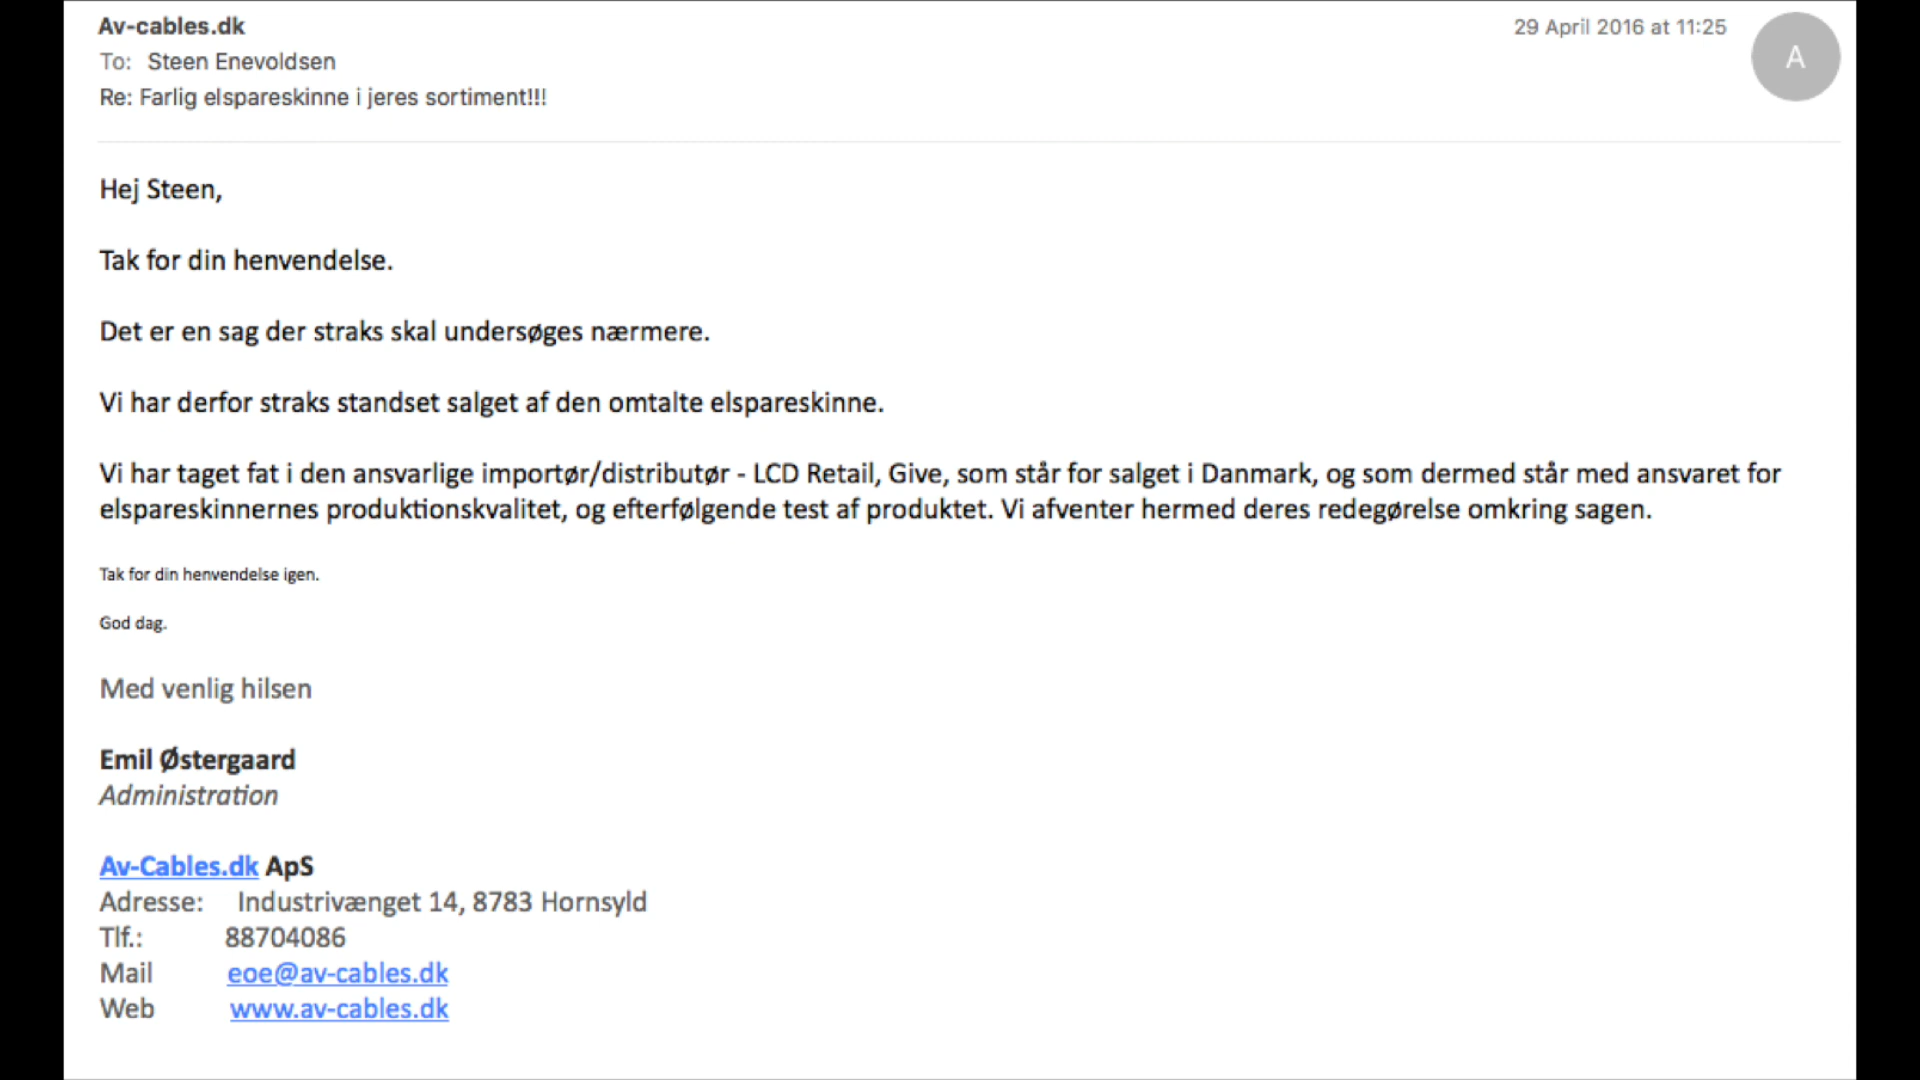 Av-cables.dk
29 April 2016 at 11:25
A
To: Steen Enevoldsen
Re: Farlig elspareskinne i jeres sortiment!!!
Hej Steen,
Tak for din henvendelse.
Det er en sag der straks skal undersøges nærmere.
Vi har derfor straks standset salget af den omtalte elspareskinne.
Vi har taget fat i den ansvarlige importør/distributør - LCD Retail, Give, som står for salget i Danmark, og som dermed står med ansvaret for
elspareskinnernes produktionskvalitet, og efterfølgende test af produktet. Vi afventer hermed deres redegørelse omkring sagen.
Tak for din henvendelse igen.
God dag.
Med venlig hilsen
Emil Østergaard
Administration
Av-Cables.dk ApS
Adresse: Industrivænget 14, 8783 Hornsyld
Tlf.: 88704086
Mail eoe@av-cables.dk
Web www.av-cables.dk